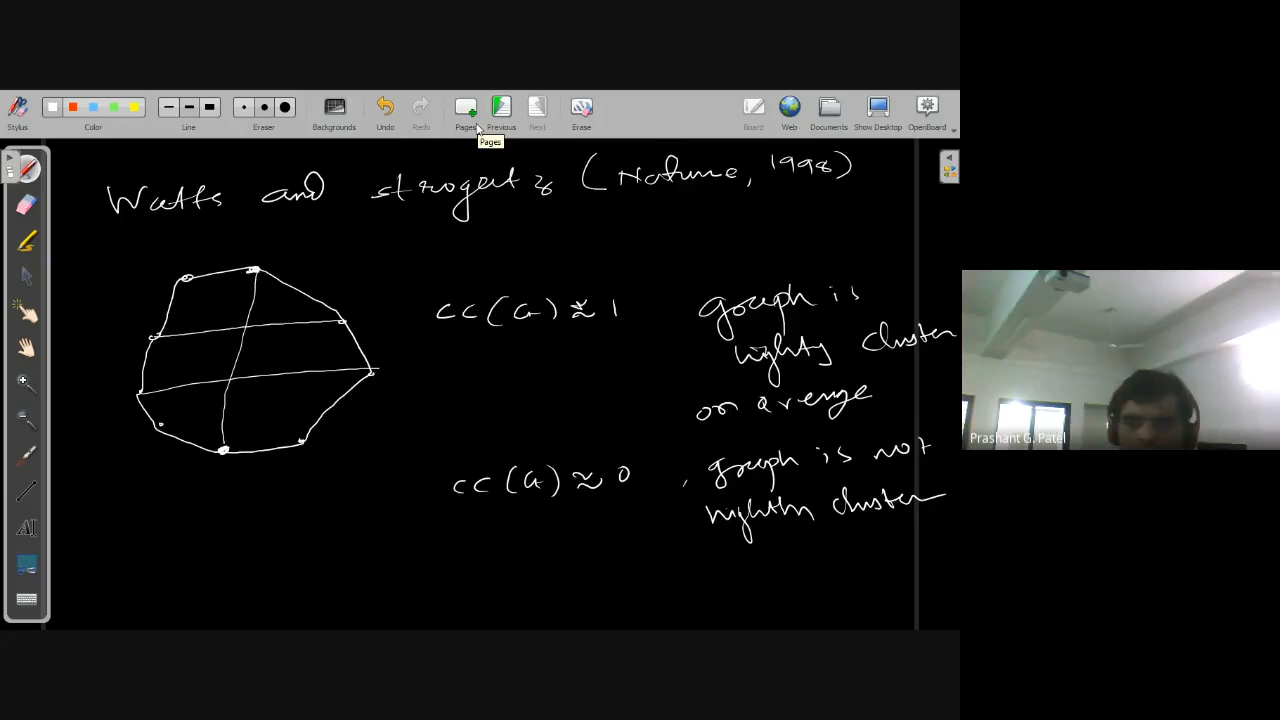 Stylus
Color
Line
Eraser
Backgrounds
Undo
Redo
Pages
Previous
Next
Erase
Board
Web
Documents
Show Desktop
OpenBoard
Pages
Watts and strogatz (Nature, 1998)
CC(G) ≈ 1
graph is
highly cluster
on average
CC(G) ≈ 0 , graph is not
highly cluster
Prashant G. Patel